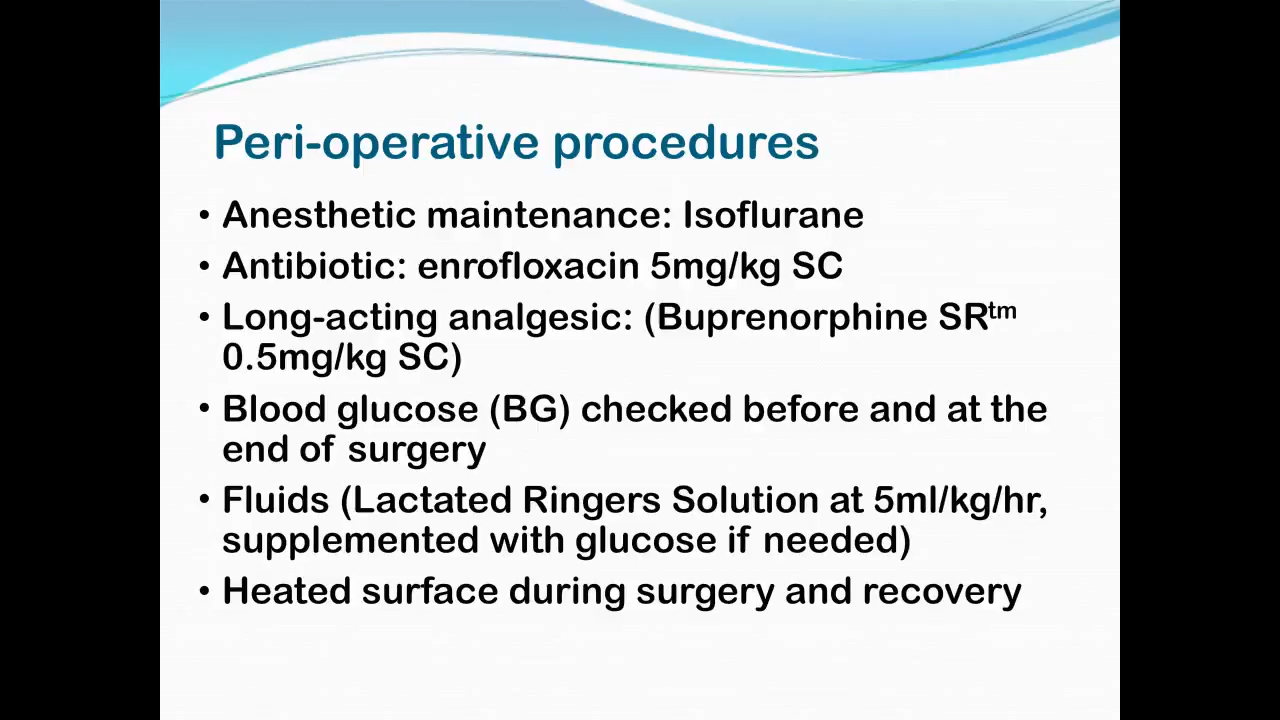 Peri-operative procedures
• Anesthetic maintenance: Isoflurane
• Antibiotic: enrofloxacin 5mg/kg SC
• Long-acting analgesic: (Buprenorphine SR™
0.5mg/kg SC)
• Blood glucose (BG) checked before and at the
end of surgery
• Fluids (Lactated Ringers Solution at 5ml/kg/hr,
supplemented with glucose if needed)
• Heated surface during surgery and recovery